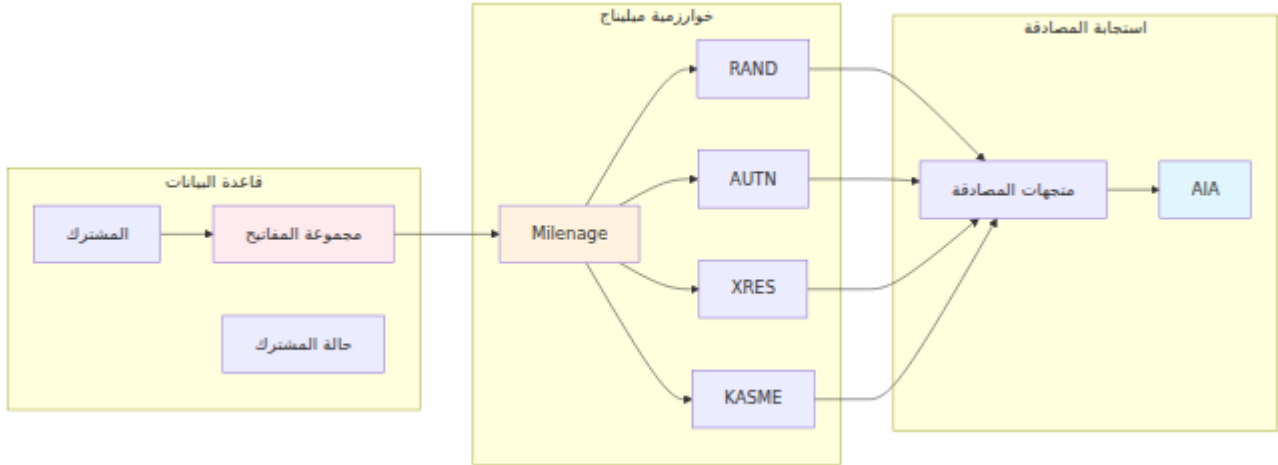 قاعدة البيانات
المشترك
مجموعة المفاتيح
حالة المشترك
خوارزمية ميليناج
Milenage
RAND
AUTN
XRES
KASME
استجابة المصادقة
متجهات المصادقة
AIA